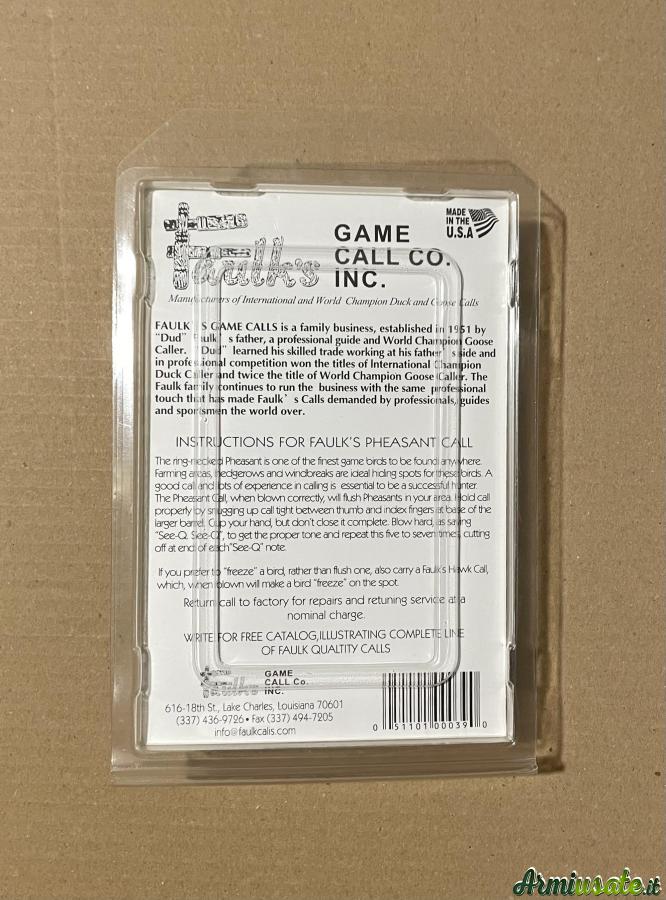 Faulk's
GAME
CALL CO.
INC.
MADE
IN THE
U.S.A
Manufacturers of International and World Champion Duck and Goose Calls
FAULK'S GAME CALLS is a family business, established in 1951 by
"Dud" Faulk's father, a professional guide and World Champion Goose
Caller. "Dud" learned his skilled trade working at his father's side and
in professional competition won the titles of International Champion
Duck Caller and twice the title of World Champion Goose Caller. The
Faulk family continues to run the business with the same professional
touch that has made Faulk's Calls demanded by professionals, guides
and sportsmen the world over.
INSTRUCTIONS FOR FAULK'S PHEASANT CALL
The ring-necked Pheasant is one of the finest game birds to be found anywhere.
Farming areas, hedgerows and windbreaks are ideal hiding spots for these birds. A
good call and lots of experience in calling is essential to be a successful hunter.
The Pheasant Call, when blown correctly, will flush Pheasants in your area. Hold call
properly by snugging up call tight between thumb and index fingers at base of the
larger barrel. Cup your hand, but don't close it complete. Blow hard, as saying
"See-Q, See-Q", to get the proper tone and repeat this five to seven times, cutting
off at end of each "See-Q" note.
If you prefer to "freeze" a bird, rather than flush one, also carry a Faulk's Hawk Call,
which, when blown will make a bird "freeze" on the spot.
Return call to factory for repairs and retuning service at a
nominal charge.
WRITE FOR FREE CATALOG,ILLUSTRATING COMPLETE LINE
OF FAULK QUALTITY CALLS
Faulk's
GAME
CALL Co.
INC.
616-18th St., Lake Charles, Louisiana 70601
(337) 436-9726 • Fax (337) 494-7205
info@faulkcalls.com
0 51101 00039 0
Armiusate.it